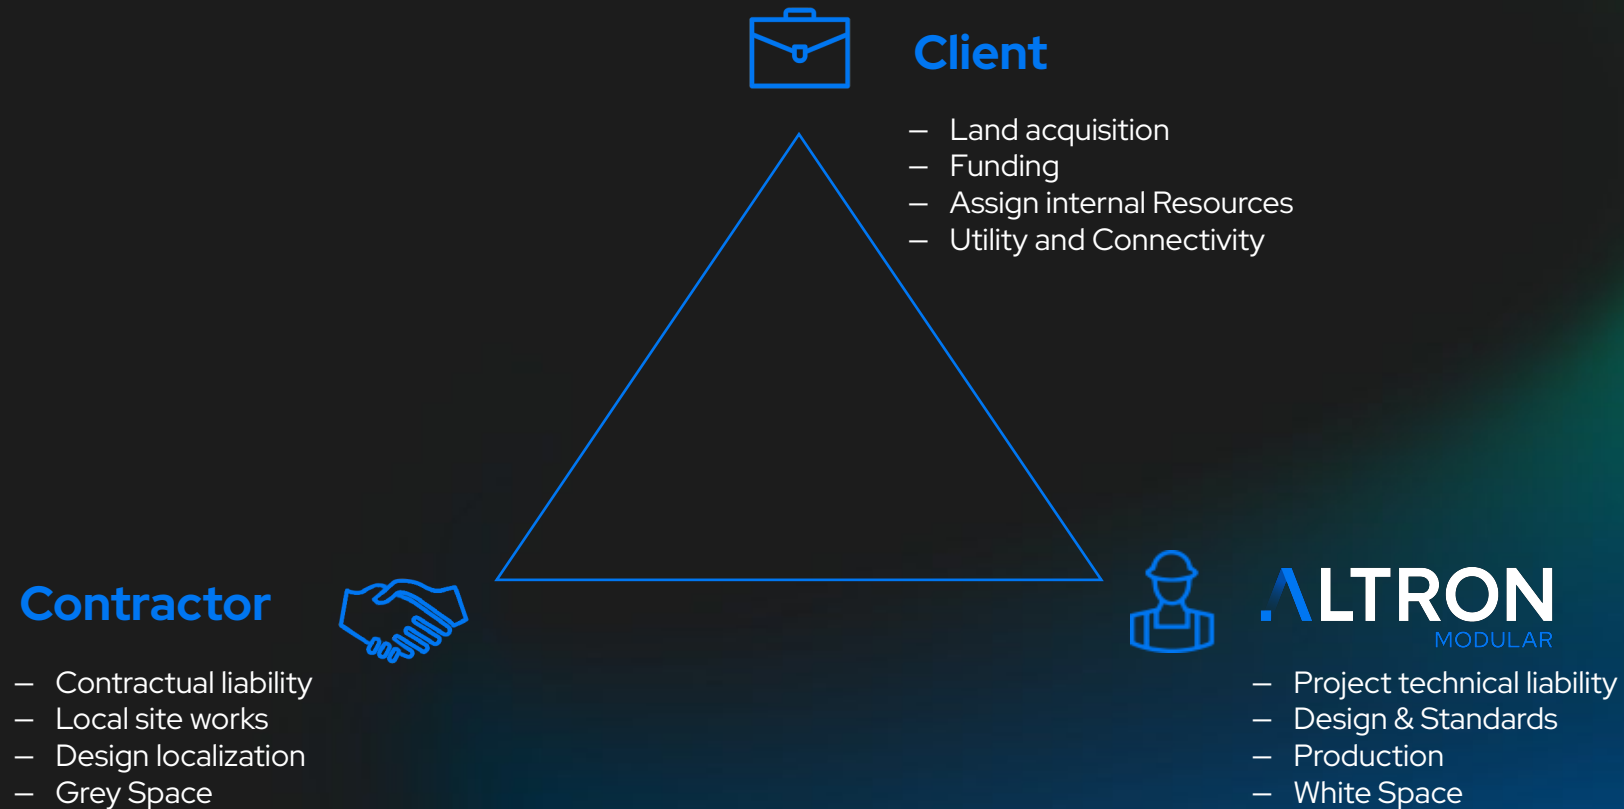 Client
– Land acquisition
– Funding
– Assign internal Resources
– Utility and Connectivity
Contractor
– Contractual liability
– Local site works
– Design localization
– Grey Space
ALTRON
MODULAR
– Project technical liability
– Design & Standards
– Production
– White Space